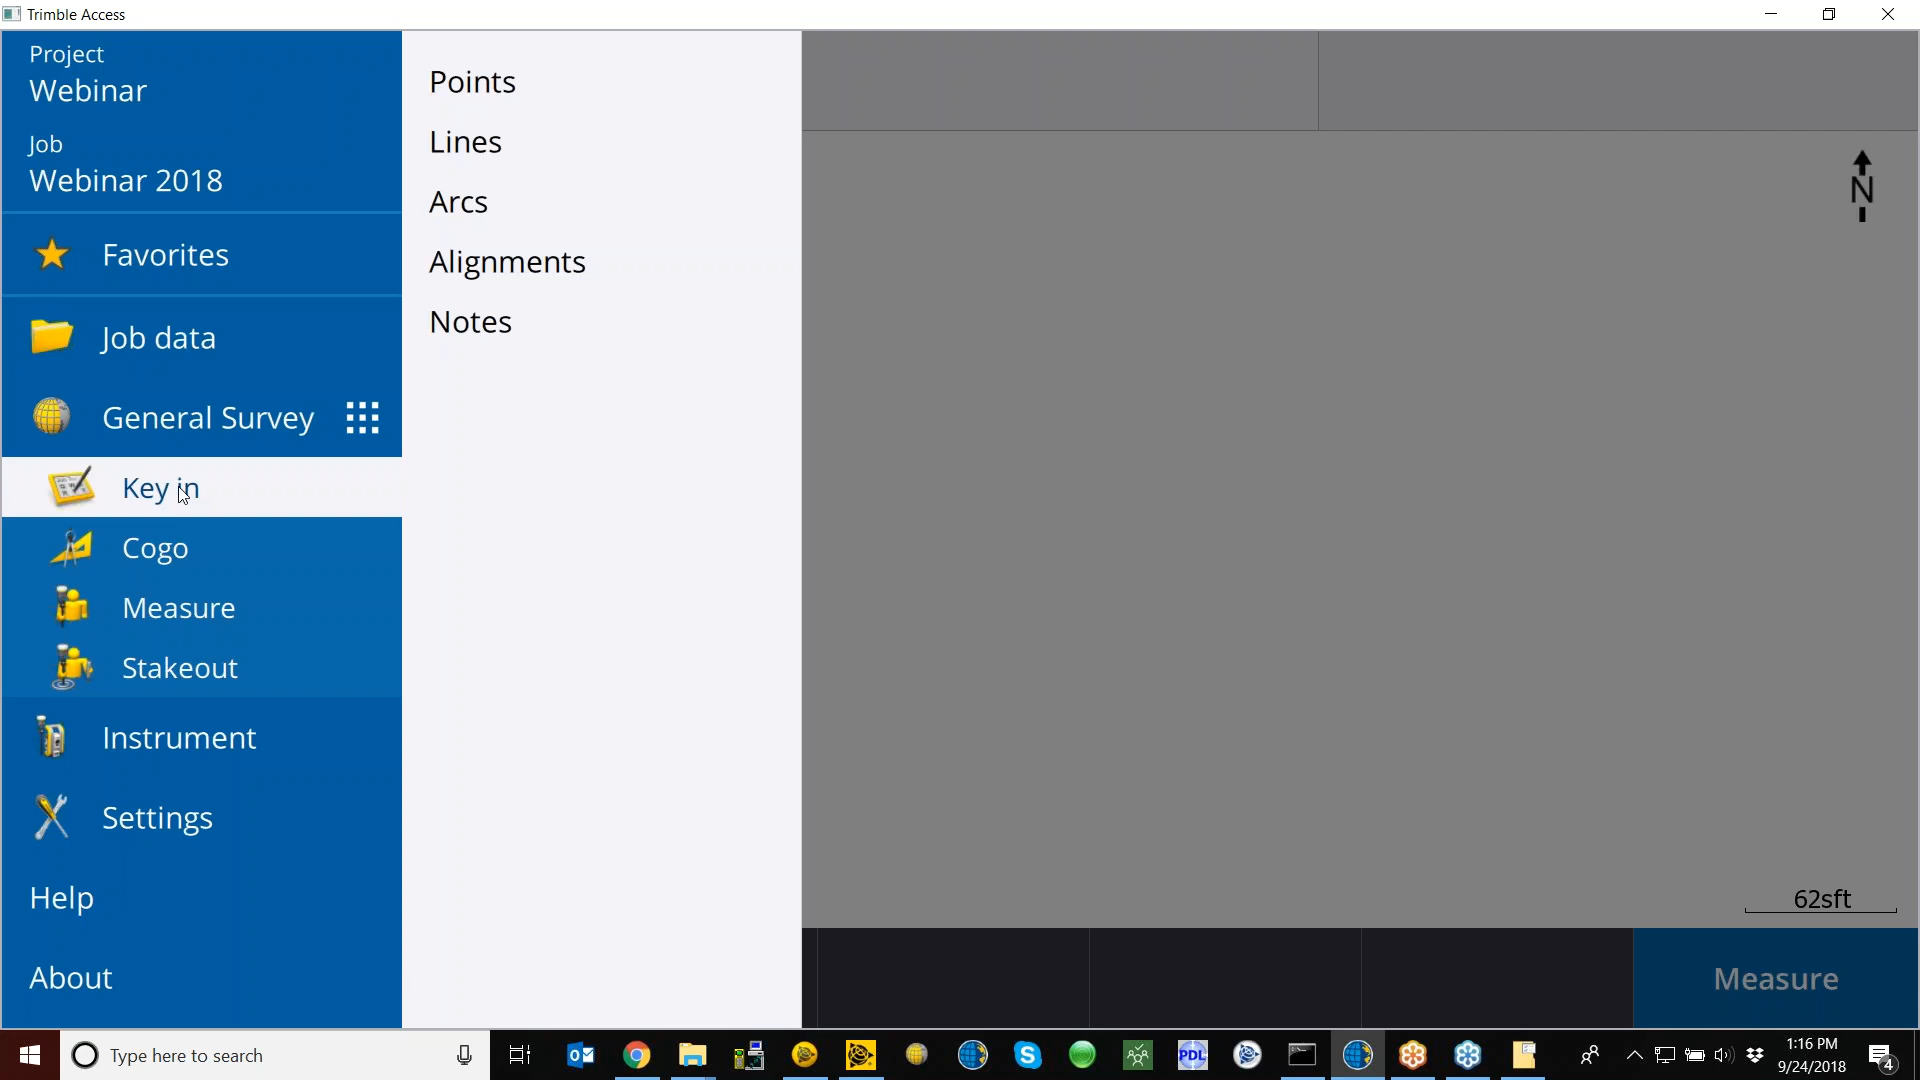 Trimble Access
Project
Webinar
Job
Webinar 2018
Favorites
Job data
General Survey
Key in
Cogo
Measure
Stakeout
Instrument
Settings
Help
About
Points
Lines
Arcs
Alignments
Notes
N
62sft
Measure
Type here to search
PDL
1:16 PM
9/24/2018
4